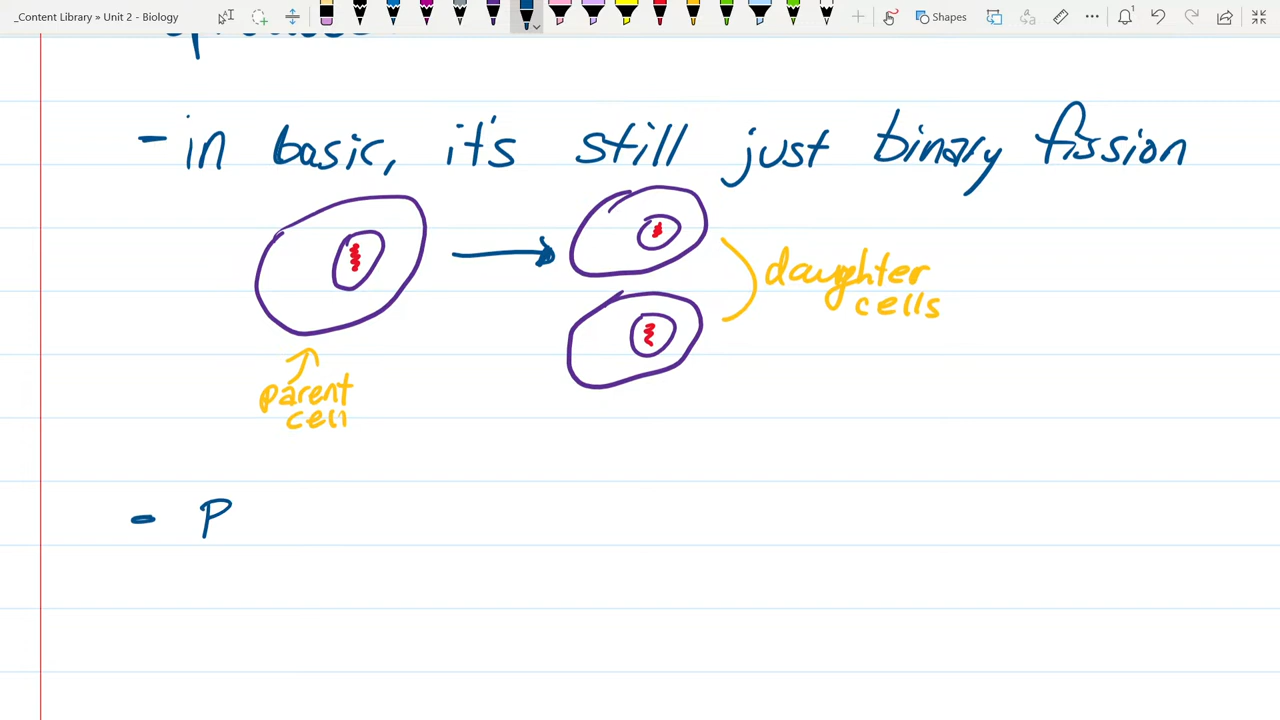 _Content Library » Unit 2 - Biology
Shapes
- in basic, it's still just binary fission
daughter
cells
parent
cell
- P